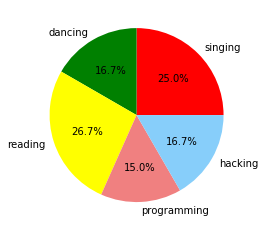 dancing
singing
16.7%
25.0%
26.7%
16.7%
reading
15.0%
hacking
programming